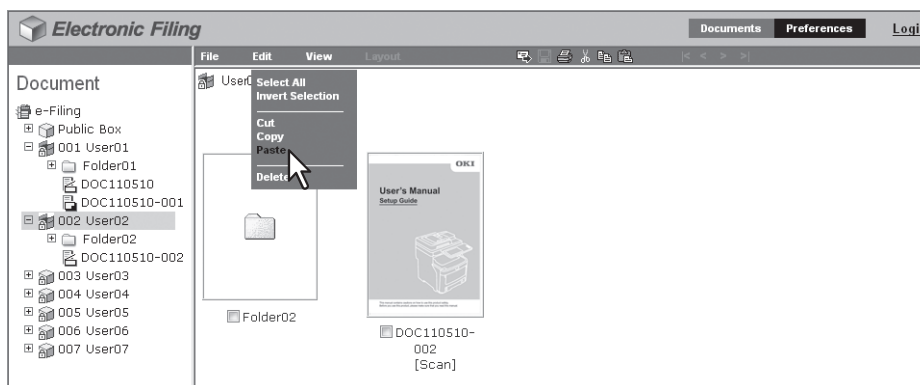 Electronic Filing
Documents Preferences Logi
File Edit View Layout
|< < > >|
Document
e-Filing
Public Box
001 User01
Folder01
DOC110510
DOC110510-001
002 User02
Folder02
DOC110510-002
003 User03
004 User04
005 User05
006 User06
007 User07
User0
Select All
Invert Selection
Cut
Copy
Paste
Delete
Folder02
OKI
User's Manual
Setup Guide
DOC110510-
002
[Scan]